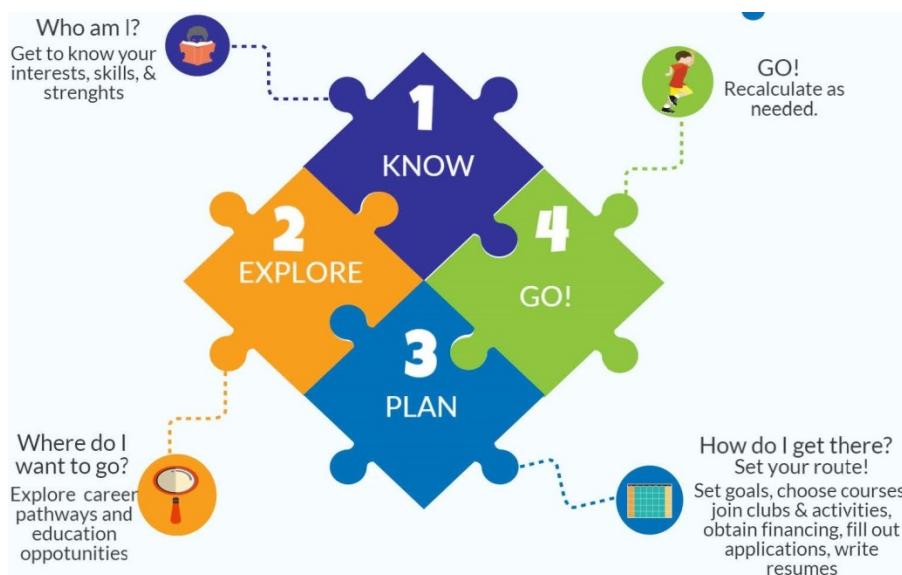 Who am I?
Get to know your
interests, skills, &
strenghts
1
KNOW
2
EXPLORE
Where do I
want to go?
Explore career
pathways and
education
oppotunities
3
PLAN
How do I get there?
Set your route!
Set goals, choose courses,
join clubs & activities,
obtain financing, fill out
applications, write
resumes
4
GO!
GO!
Recalculate as
needed.